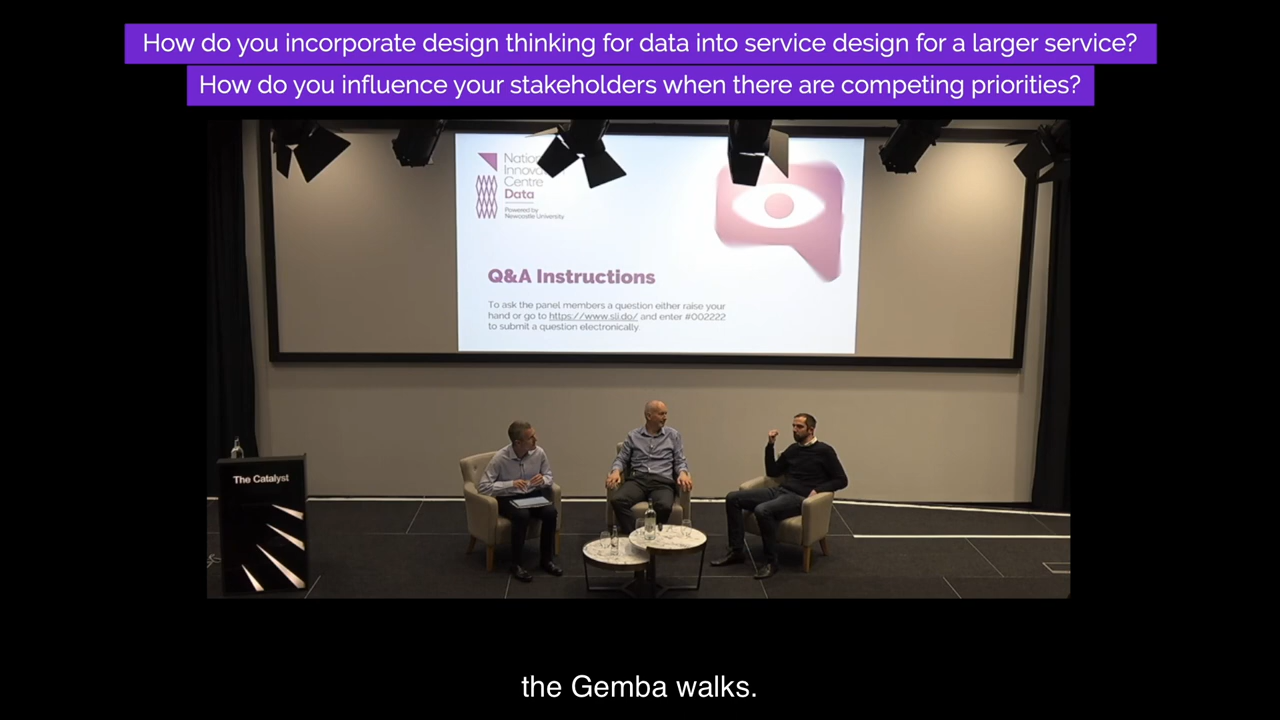 How do you incorporate design thinking for data into service design for a larger service?
How do you influence your stakeholders when there are competing priorities?
Centre
Data
Powered by
Newcastle University
Q&A Instructions
To ask the panel members a question either raise your
hand or go to https://www.sli.do/ and enter #002222
to submit a question electronically.
The Catalyst
the Gemba walks.